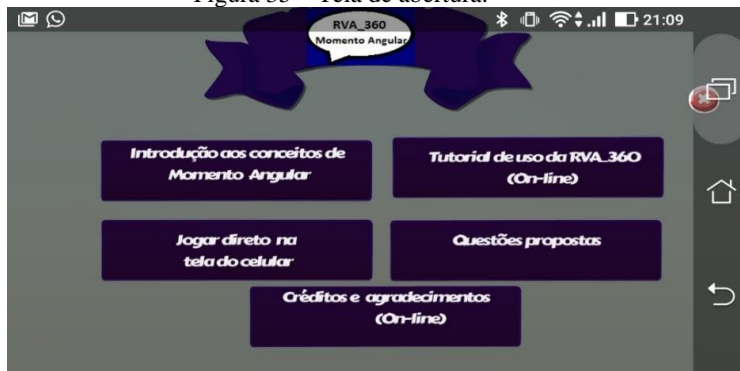 Figura 33 – Tela de abertura.
21:09
RVA_360
Momento Angular
Introdução aos conceitos de
Momento Angular
Tutorial de uso da RVA_360
(On-line)
Jogar direto na
tela do celular
Questões propostas
Créditos e agradecimentos
(On-line)